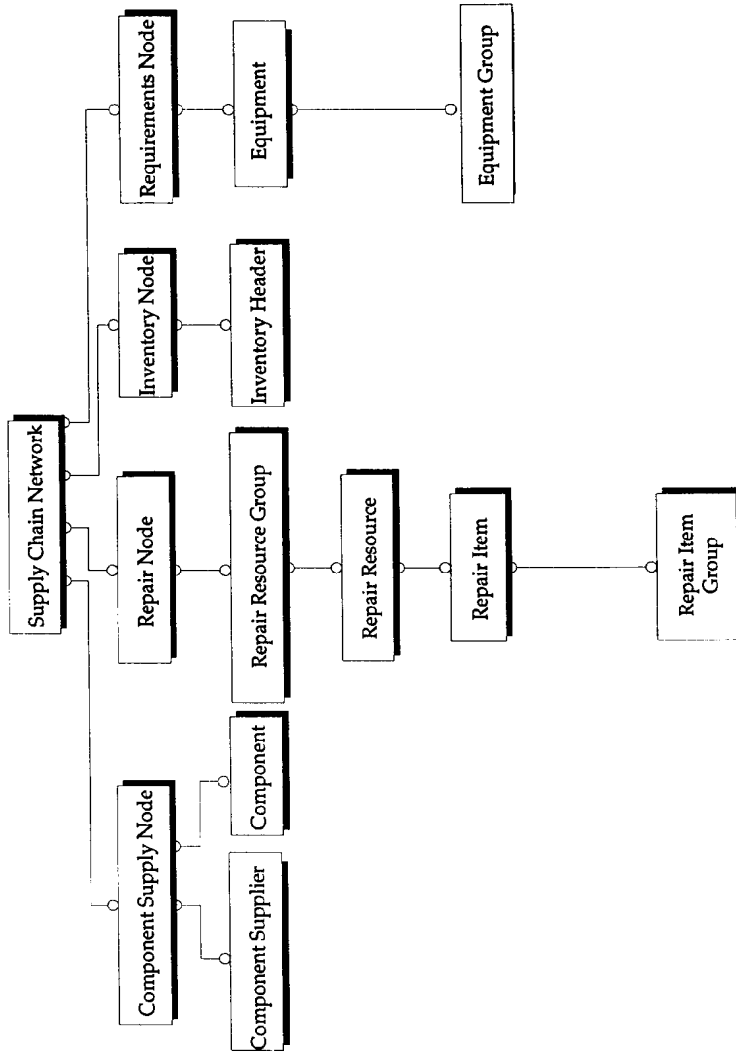 Supply Chain Network
Component Supply Node
Repair Node
Inventory Node
Requirements Node
Component Supplier
Component
Repair Resource Group
Inventory Header
Equipment
Repair Resource
Repair Item
Equipment Group
Repair Item
Group